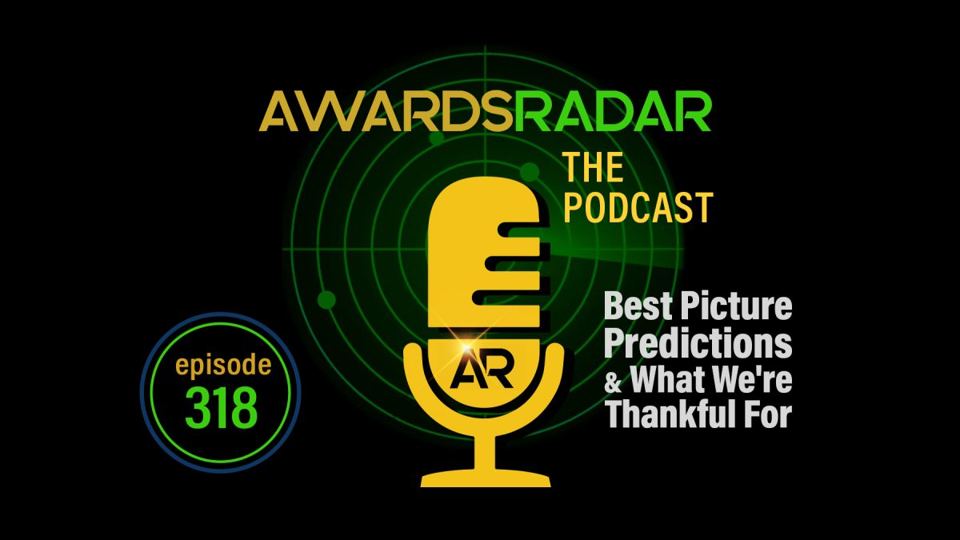 AWARDSRADAR
THE
PODCAST
Best Picture
Predictions
& What We're
Thankful For
episode
318
AR